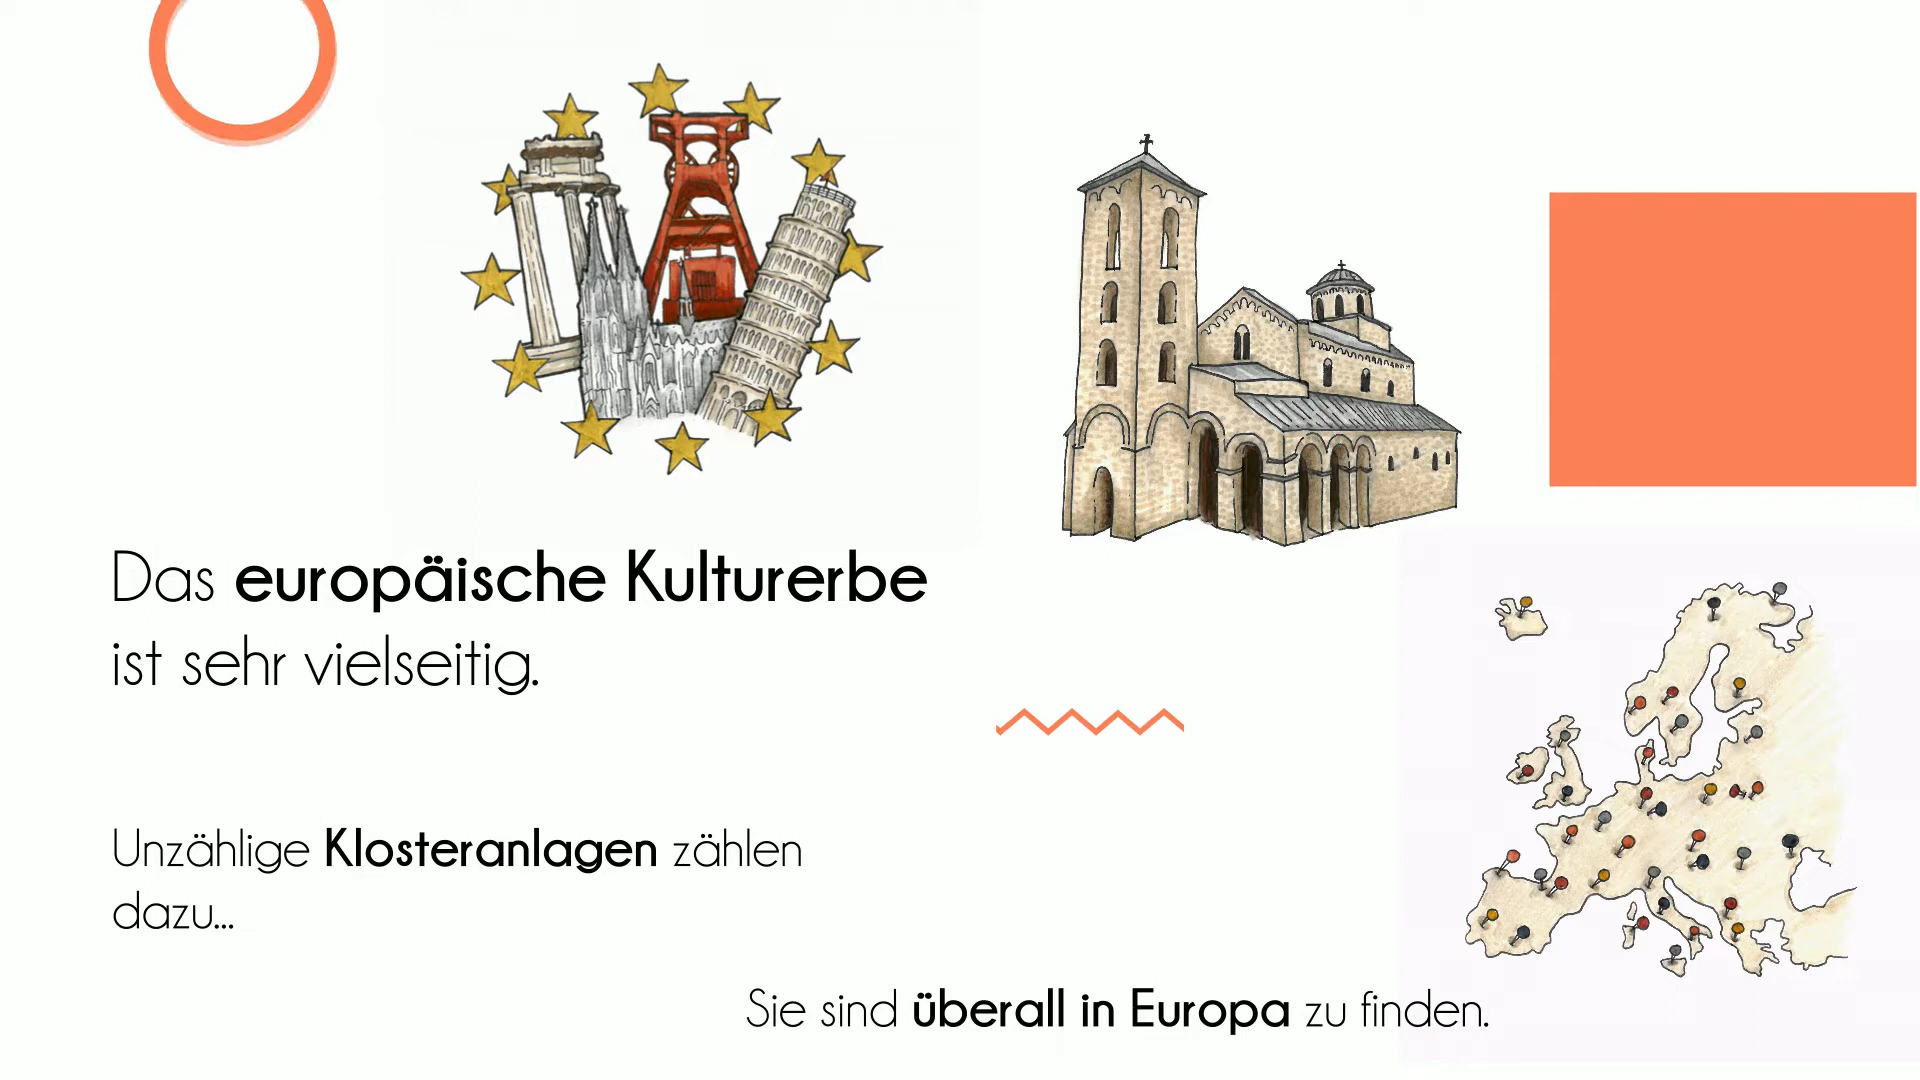 Das europäische Kulturerbe
ist sehr vielseitig.
Unzählige Klosteranlagen zählen
dazu...
Sie sind überall in Europa zu finden.